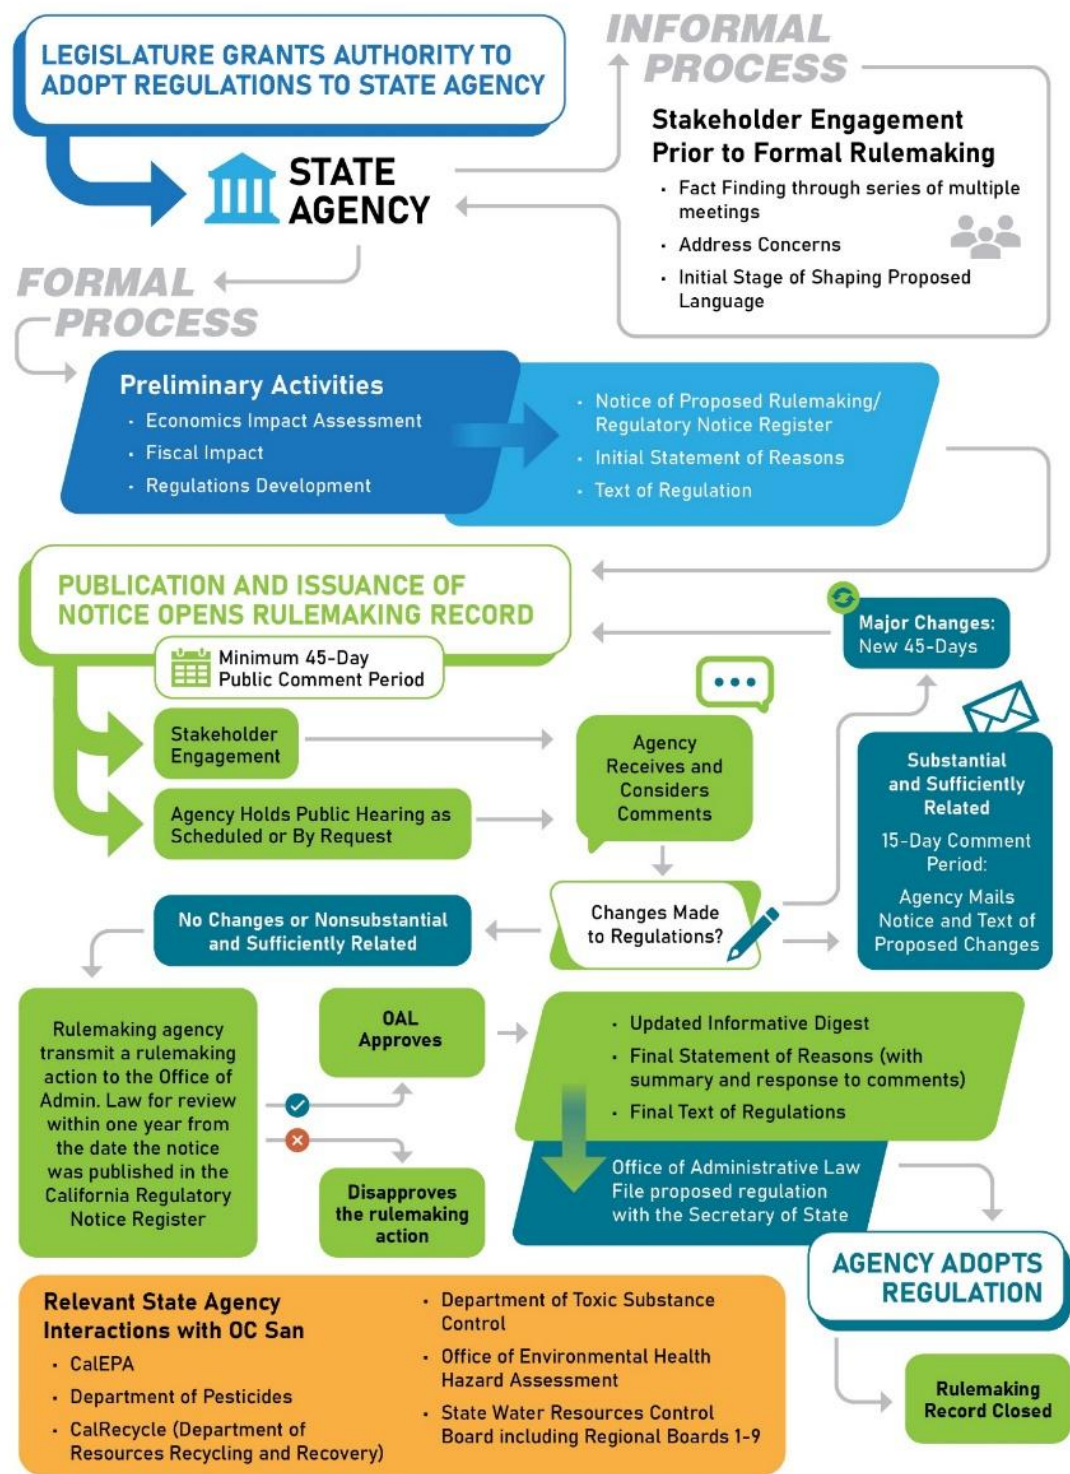 LEGISLATURE GRANTS AUTHORITY TO
ADOPT REGULATIONS TO STATE AGENCY
STATE
AGENCY
INFORMAL
PROCESS
Stakeholder Engagement
Prior to Formal Rulemaking
· Fact Finding through series of multiple
meetings
· Address Concerns
· Initial Stage of Shaping Proposed
Language
FORMAL
PROCESS
Preliminary Activities
· Economics Impact Assessment
· Fiscal Impact
· Regulations Development
· Notice of Proposed Rulemaking/
Regulatory Notice Register
· Initial Statement of Reasons
· Text of Regulation
PUBLICATION AND ISSUANCE OF
NOTICE OPENS RULEMAKING RECORD
Minimum 45-Day
Public Comment Period
Major Changes:
New 45-Days
Stakeholder
Engagement
Agency Holds Public Hearing as
Scheduled or By Request
Agency
Receives and
Considers
Comments
Substantial
and Sufficiently
Related
15-Day Comment
Period:
Agency Mails
Notice and Text of
Proposed Changes
Changes Made
to Regulations?
No Changes or Nonsubstantial
and Sufficiently Related
Rulemaking agency
transmit a rulemaking
action to the Office of
Admin. Law for review
within one year from
the date the notice
was published in the
California Regulatory
Notice Register
OAL
Approves
Disapproves
the rulemaking
action
· Updated Informative Digest
· Final Statement of Reasons (with
summary and response to comments)
· Final Text of Regulations
Office of Administrative Law
File proposed regulation
with the Secretary of State
AGENCY ADOPTS
REGULATION
Rulemaking
Record Closed
Relevant State Agency
Interactions with OC San
· CalEPA
· Department of Pesticides
· CalRecycle (Department of
Resources Recycling and Recovery)
· Department of Toxic Substance
Control
· Office of Environmental Health
Hazard Assessment
· State Water Resources Control
Board including Regional Boards 1-9